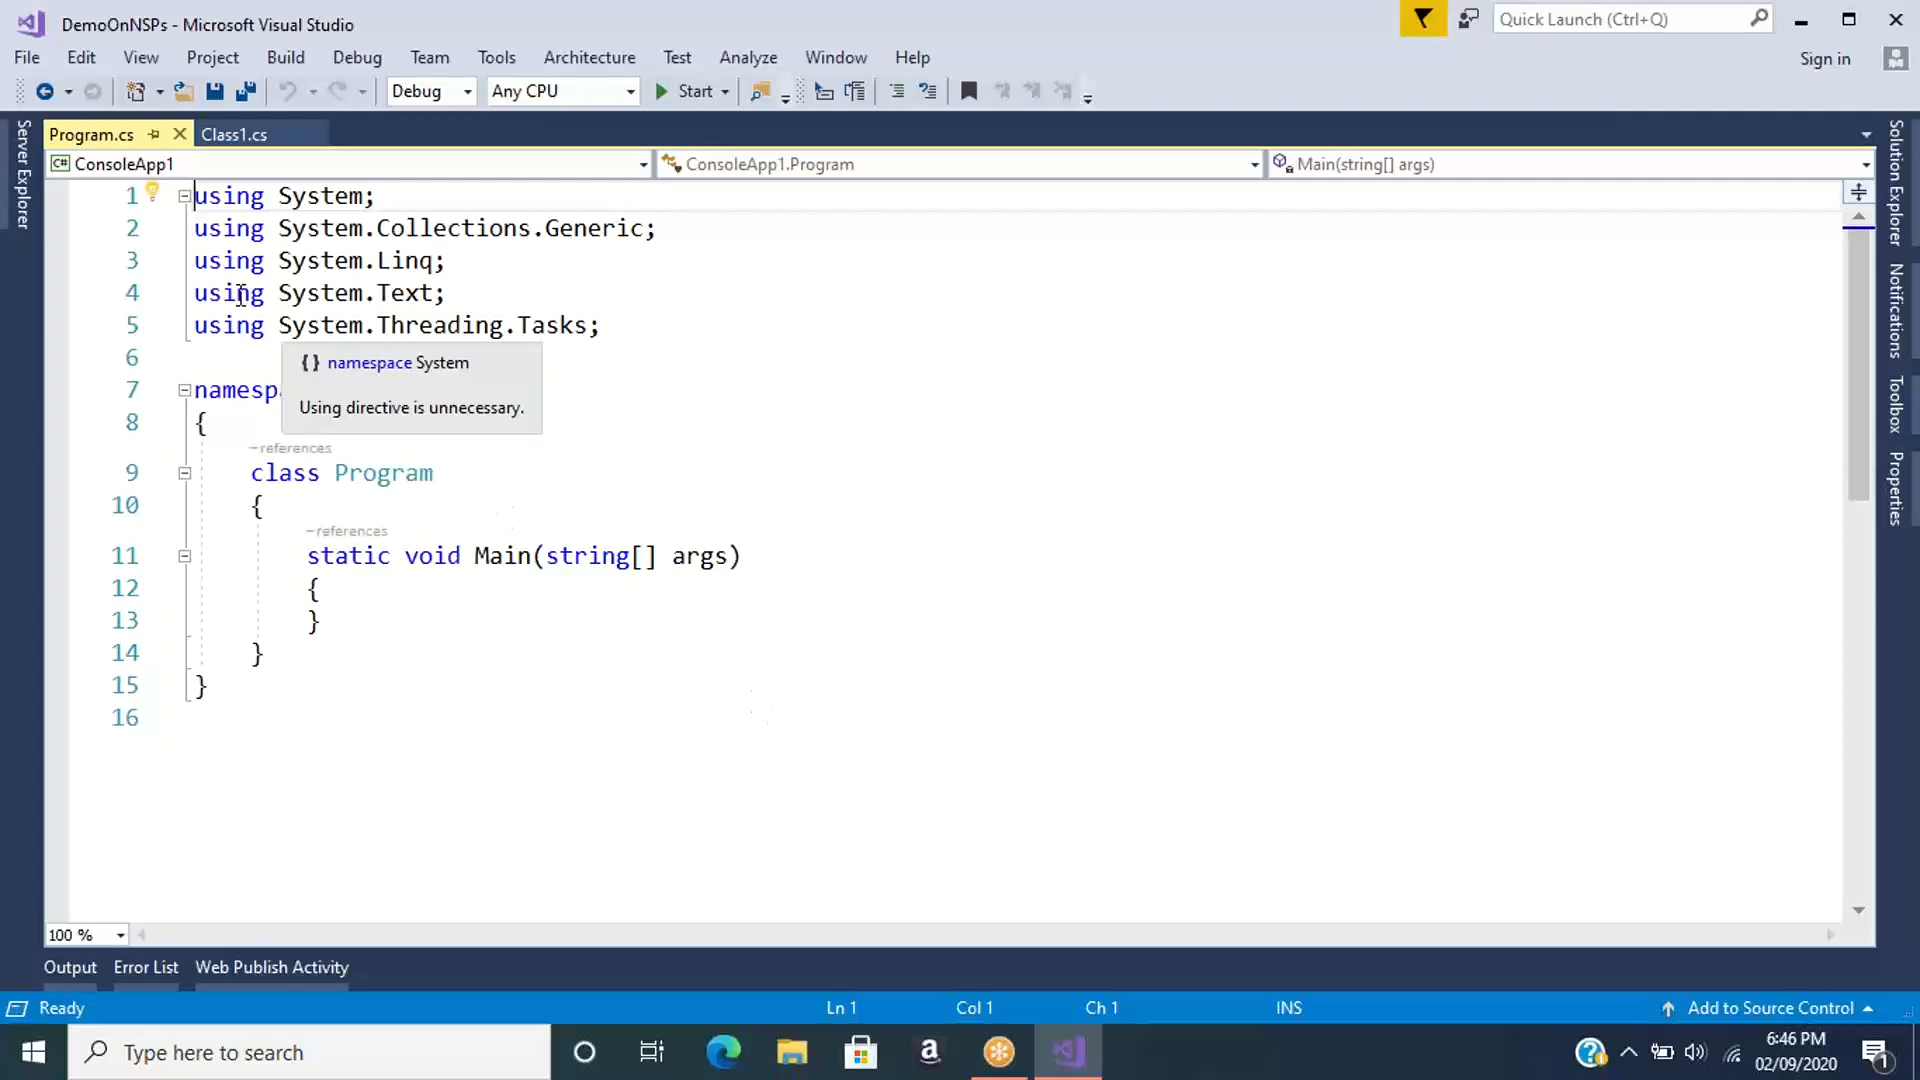 DemoOnNSPs - Microsoft Visual Studio
Quick Launch (Ctrl+Q)
File Edit View Project Build Debug Team Tools Architecture Test Analyze Window Help
Sign in
Debug Any CPU Start
Server Explorer
Program.cs Class1.cs
C# ConsoleApp1 ConsoleApp1.Program Main(string[] args)
1 using System;
2 using System.Collections.Generic;
3 using System.Linq;
4 using System.Text;
5 using System.Threading.Tasks;
6
{} namespace System
7 namespa
Using directive is unnecessary.
8 {
–references
9 class Program
10 {
–references
11 static void Main(string[] args)
12 {
13 }
14 }
15 }
16
Solution Explorer
Notifications
Toolbox
Properties
100 %
Output Error List Web Publish Activity
Ready Ln 1 Col 1 Ch 1 INS Add to Source Control
Type here to search
6:46 PM
02/09/2020
1